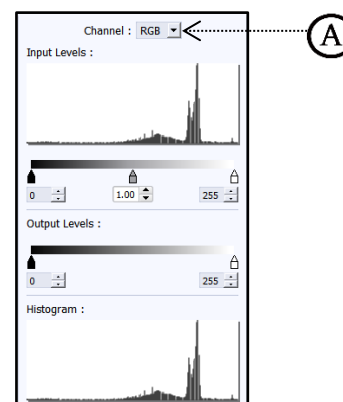 Channel : RGB
A
Input Levels :
0 1.00 255
Output Levels :
0 255
Histogram :